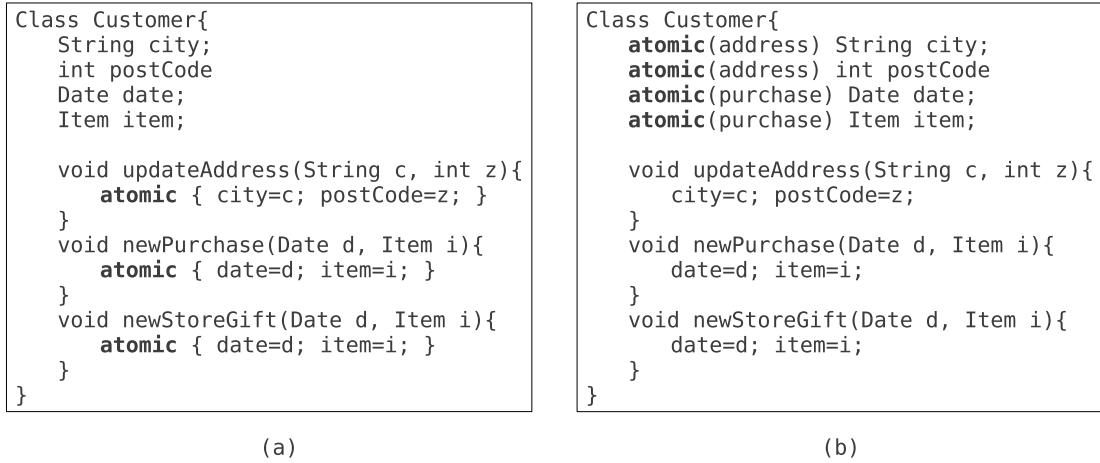 Class Customer{
String city;
int postCode
Date date;
Item item;
void updateAddress(String c, int z){
atomic { city=c; postCode=z; }
}
void newPurchase(Date d, Item i){
atomic { date=d; item=i; }
}
void newStoreGift(Date d, Item i){
atomic { date=d; item=i; }
}
}
(a)
Class Customer{
atomic(address) String city;
atomic(address) int postCode
atomic(purchase) Date date;
atomic(purchase) Item item;
void updateAddress(String c, int z){
city=c; postCode=z;
}
void newPurchase(Date d, Item i){
date=d; item=i;
}
void newStoreGift(Date d, Item i){
date=d; item=i;
}
}
(b)